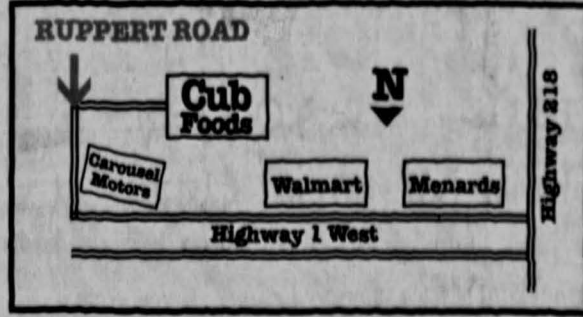 RUPPERT ROAD
Cub
Foods
N
Highway 218
Carousel
Motors
Walmart
Menards
Highway 1 West